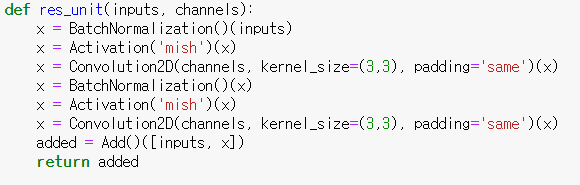 def res_unit(inputs, channels):
    x = BatchNormalization()(inputs)
    x = Activation('mish')(x)
    x = Convolution2D(channels, kernel_size=(3,3), padding='same')(x)
    x = BatchNormalization()(x)
    x = Activation('mish')(x)
    x = Convolution2D(channels, kernel_size=(3,3), padding='same')(x)
    added = Add()([inputs, x])
    return added